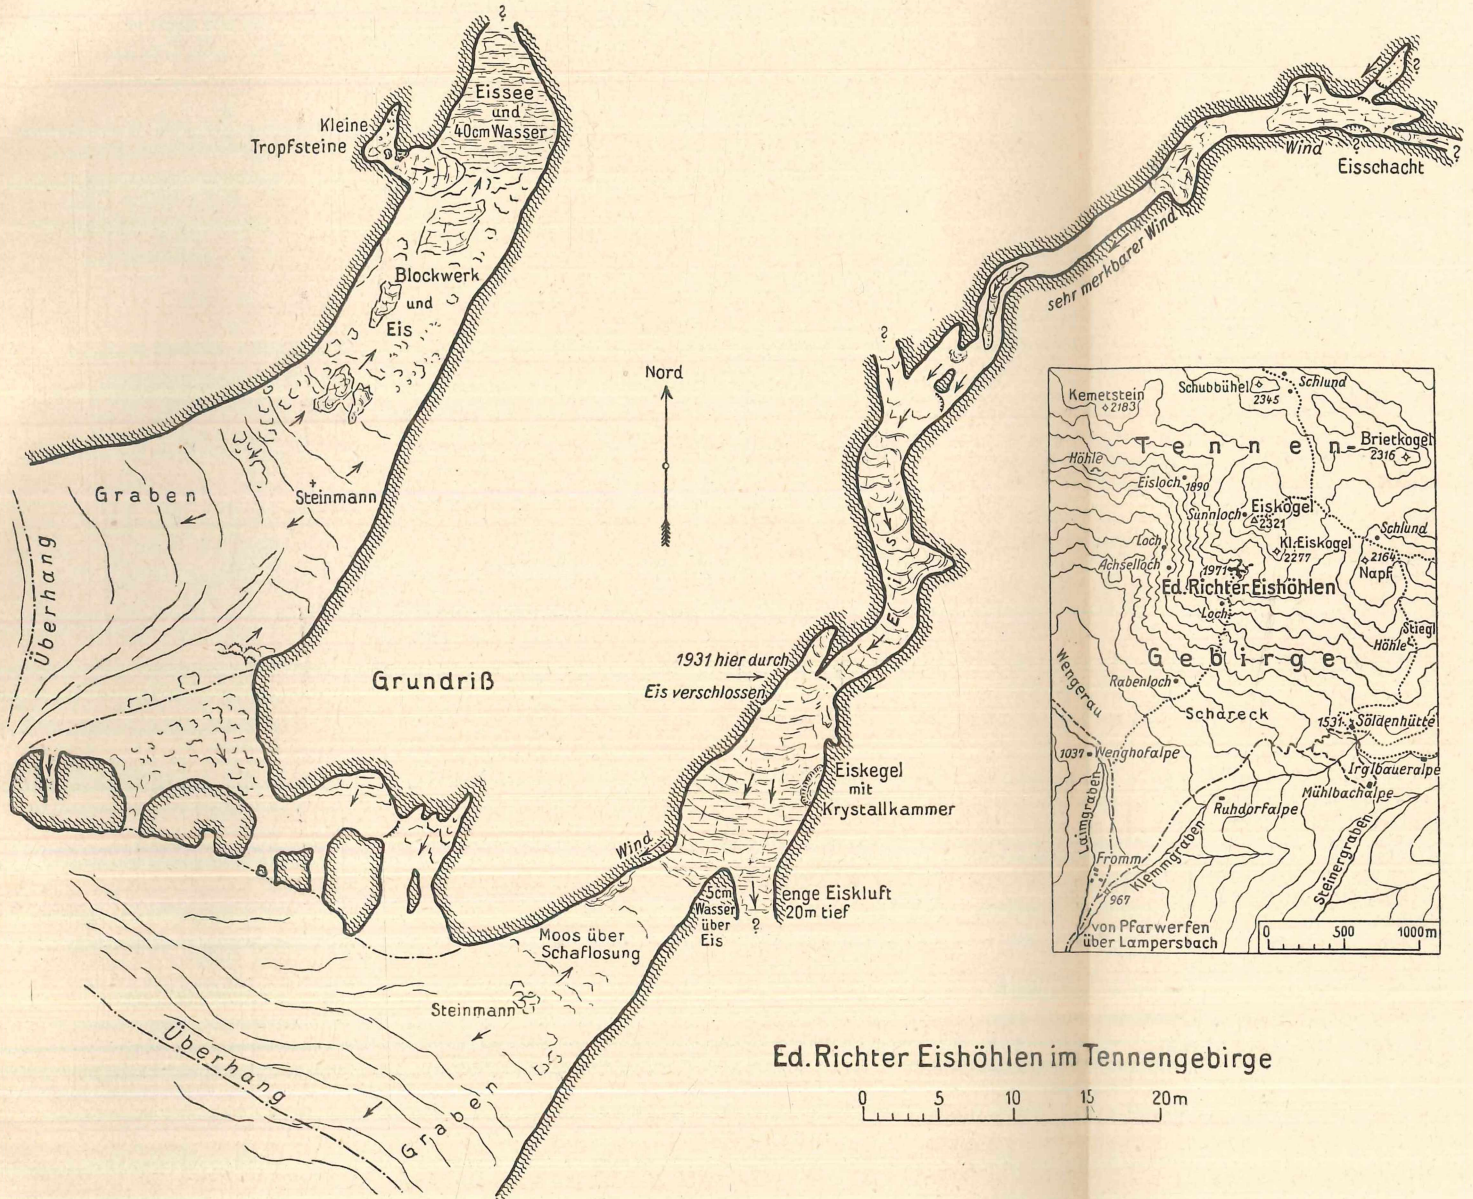 ?
Eissee
und
40cm Wasser
Kleine
Tropfsteine
Blockwerk
und
Eis
Steinmann
Graben
Überhang
Nord
Grundriß
?
Wind
?
Eisschacht
?
sehr merkbarer Wind
?
Eis
1931 hier durch
Eis verschlossen
Eiskegel
mit
Krystallkammer
Wind
5cm
Wasser
über
Eis
enge Eiskluft
20m tief
?
Moos über
Schaflosung
Steinmann
Überhang
Graben
Kemetstein
2183
Schubbühel
2345
Schlund
Tennen-
Brietkogel
2316
Höhle
Eisloch 1890
Sunnloch
Eiskogel
2321
Schlund
Loch
Kl. Eiskogel
2277
Achselloch
1971
2164
Napf
Ed. Richter Eishöhlen
Loch
Stiegl
Höhle
Gebirge
Wengerau
Rabenloch
Schareck
1531
Söldenhütte
1037
Wenghofalpe
Irglbaueralpe
Mühlbachalpe
Ruhdorfalpe
Laimgraben
Klemmgraben
Steinergraben
Fromm
967
von Pfarwerfen
über Lampersbach
0 500 1000m
Ed. Richter Eishöhlen im Tennengebirge
0 5 10 15 20m